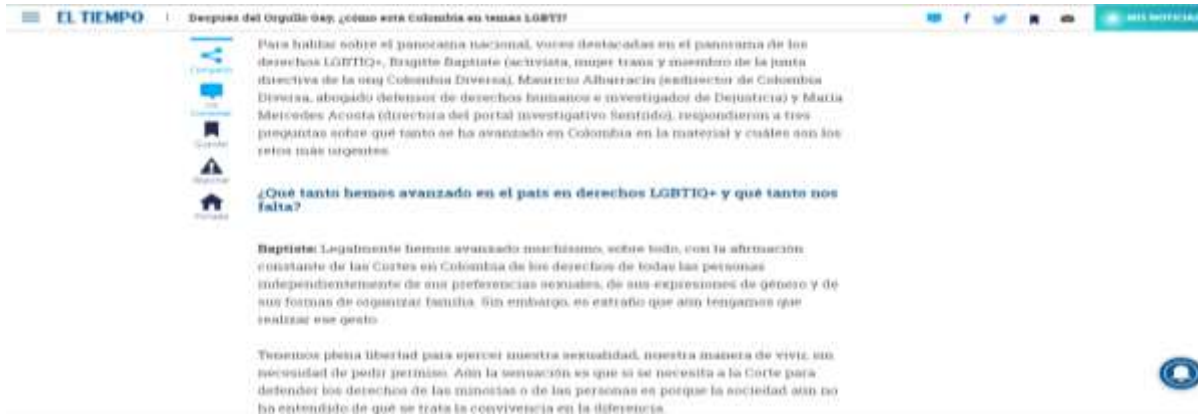 EL TIEMPO
Después del Orgullo Gay, ¿cómo está Colombia en temas LGBTI?
MIS NOTICIAS
Compartir
Comentar
Guardar
Reportar
Portada
Para hablar sobre el panorama nacional, voces destacadas en el panorama de los
derechos LGBTIQ+, Brigitte Baptiste (activista, mujer trans y miembro de la junta
directiva de la ong Colombia Diversa), Mauricio Albarracín (exdirector de Colombia
Diversa, abogado defensor de derechos humanos e investigador de Dejusticia) y María
Mercedes Acosta (directora del portal investigativo Sentido), respondieron a tres
preguntas sobre qué tanto se ha avanzado en Colombia en la material y cuáles son los
retos más urgentes.
¿Qué tanto hemos avanzado en el país en derechos LGBTIQ+ y qué tanto nos
falta?
Baptiste: Legalmente hemos avanzado muchísimo, sobre todo, con la afirmación
constante de las Cortes en Colombia de los derechos de todas las personas
independientemente de sus preferencias sexuales, de sus expresiones de género y de
sus formas de organizar familia. Sin embargo, es extraño que aún tengamos que
realizar ese gesto.
Tenemos plena libertad para ejercer nuestra sexualidad, nuestra manera de vivir, sin
necesidad de pedir permiso. Aún la sensación es que si se necesita a la Corte para
defender los derechos de las minorías o de las personas es porque la sociedad aún no
ha entendido de qué se trata la convivencia en la diferencia.